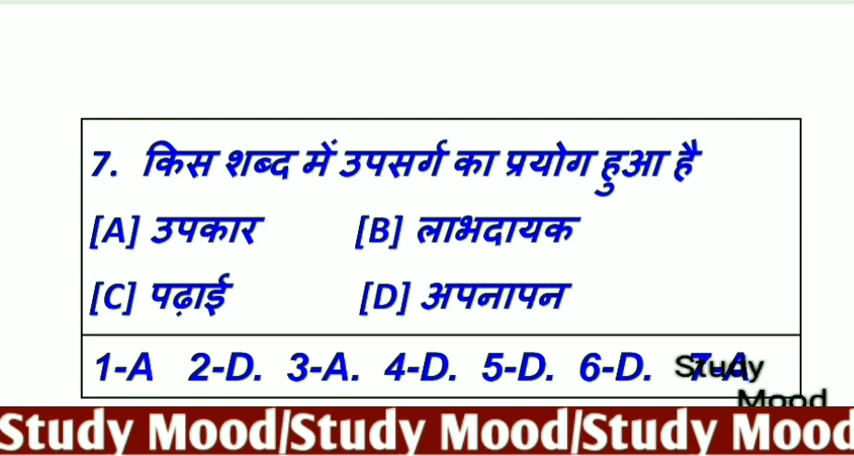 7. किस शब्द में उपसर्ग का प्रयोग हुआ है
[A] उपकार [B] लाभदायक
[C] पढ़ाई [D] अपनापन
1-A 2-D. 3-A. 4-D. 5-D. 6-D. 7-A
Study
Mood
Study Mood/Study Mood/Study Mood